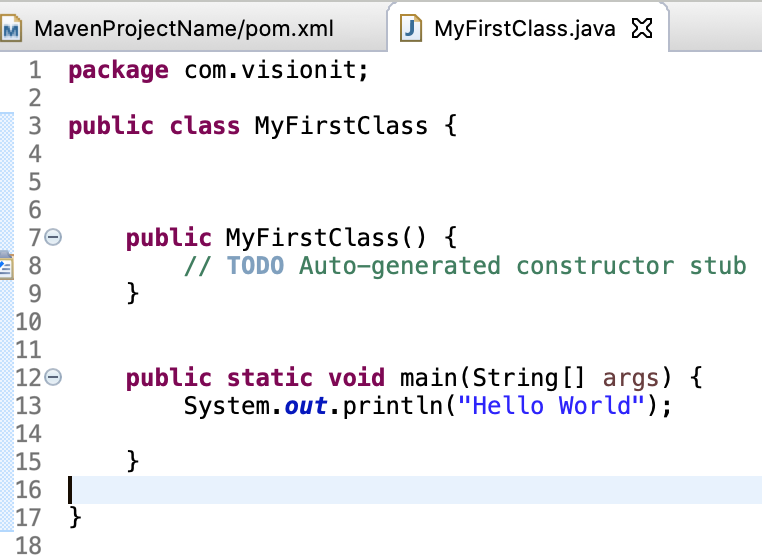 MavenProjectName/pom.xml MyFirstClass.java
1 package com.visionit;
2
3 public class MyFirstClass {
4
5
6
7 public MyFirstClass() {
8 // TODO Auto-generated constructor stub
9 }
10
11
12 public static void main(String[] args) {
13 System.out.println("Hello World");
14
15 }
16
17 }
18